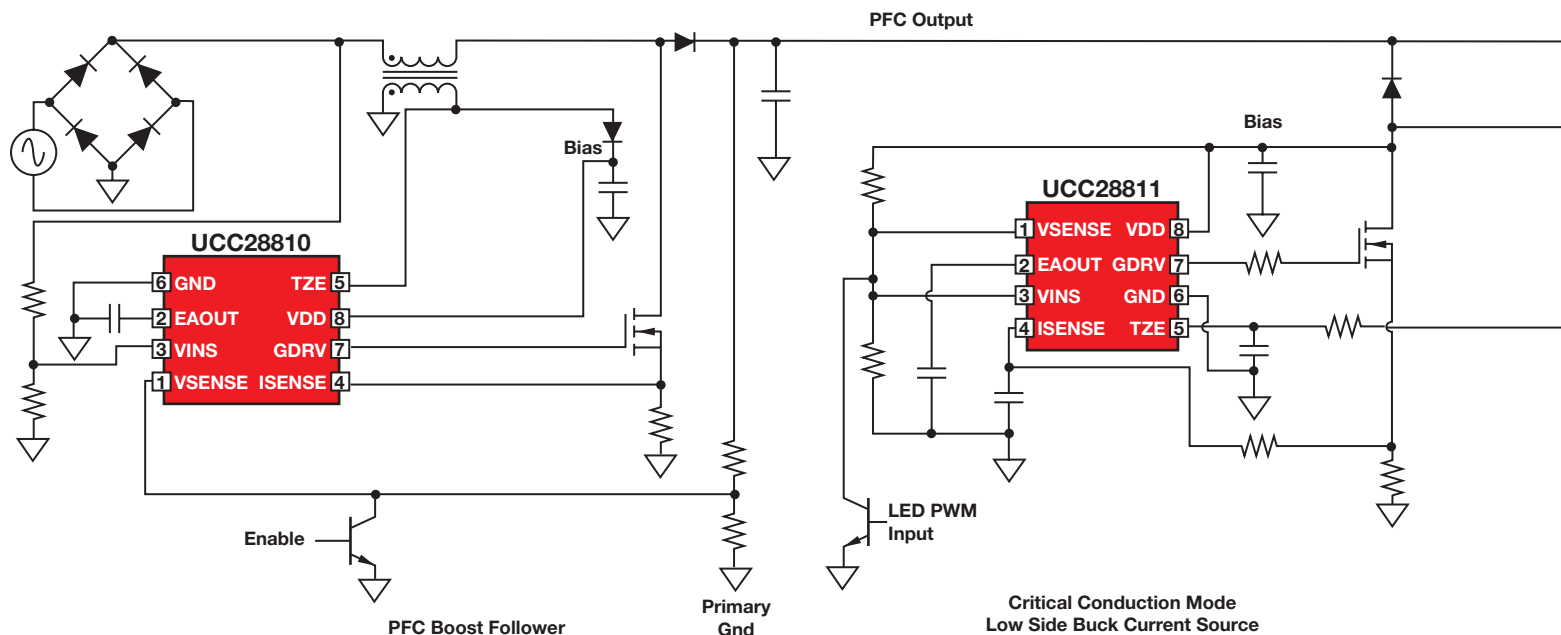 PFC Output
Bias
Bias
UCC28810
6 GND TZE 5
2 EAOUT VDD 8
3 VINS GDRV 7
1 VSENSE ISENSE 4
UCC28811
1 VSENSE VDD 8
2 EAOUT GDRV 7
3 VINS GND 6
4 ISENSE TZE 5
Enable
LED PWM
Input
Primary
Gnd
PFC Boost Follower
Critical Conduction Mode
Low Side Buck Current Source